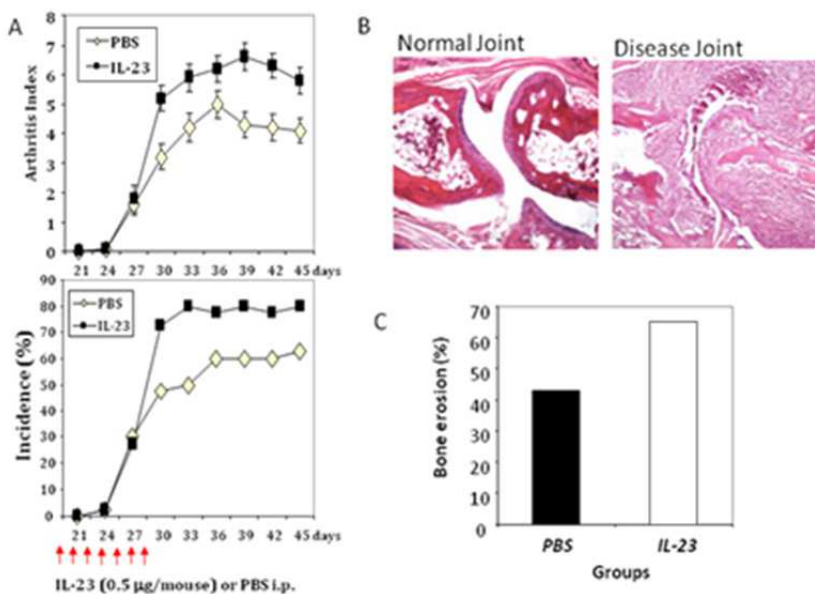 A
PBS
IL-23
Arthritis Index
8
7
6
5
4
3
2
1
0
21 24 27 30 33 36 39 42 45 days
PBS
IL-23
Incidence (%)
90
80
70
60
50
40
30
20
10
0
21 24 27 30 33 36 39 42 45 days
IL-23 (0.5 μg/mouse) or PBS i.p.
B
Normal Joint Disease Joint
C
Bone erosion (%)
70
60
50
40
30
20
10
0
PBS IL-23
Groups